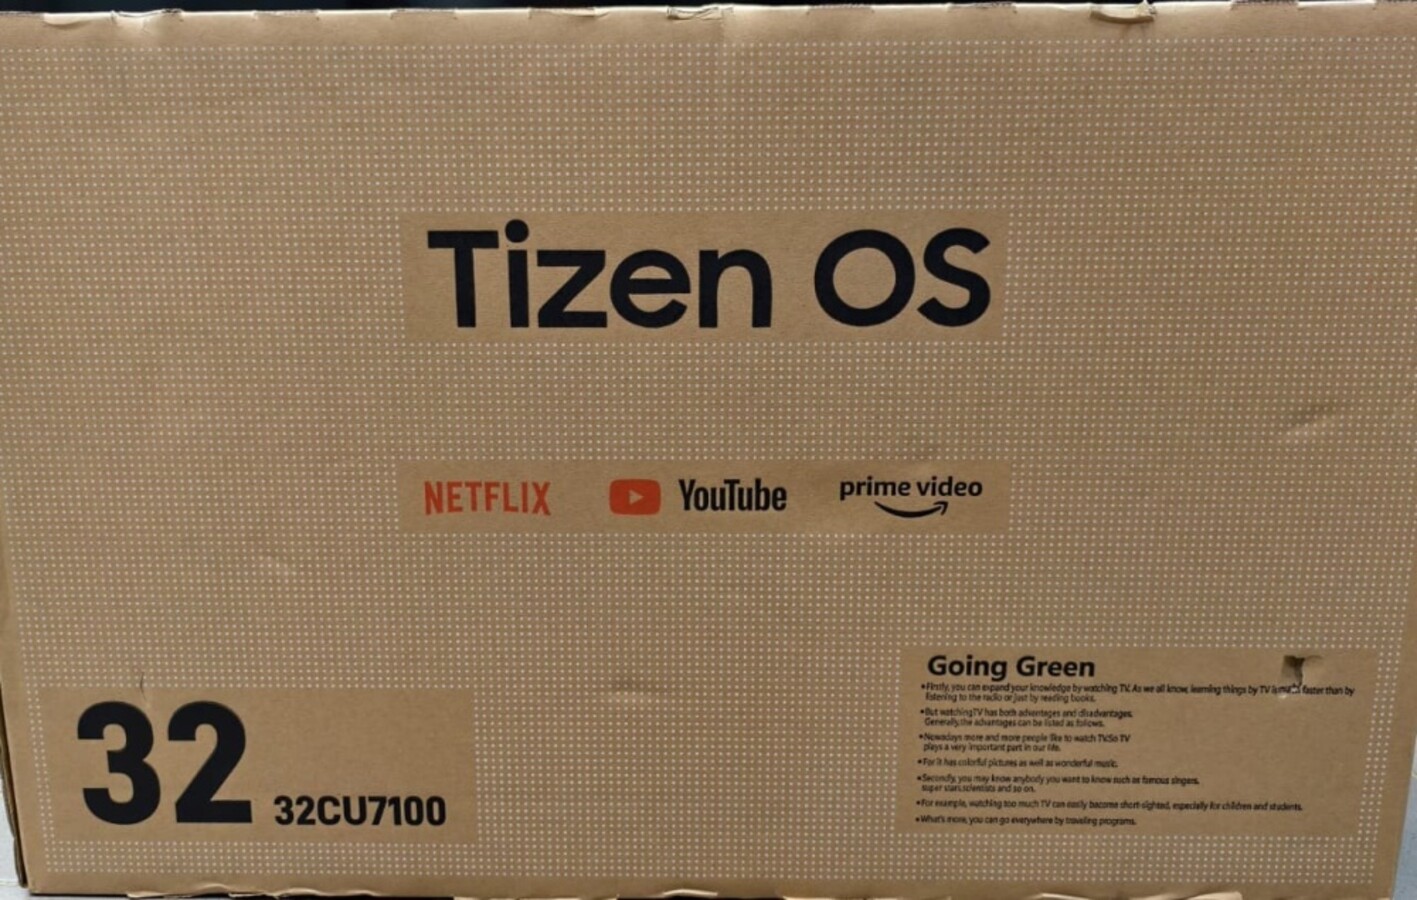 Tizen OS
NETFLIX YouTube prime video
32 32CU7100
Going Green
•Firstly, you can expand your knowledge by watching TV. As we all know, learning things by TV is faster than by
listening to the radio or just by reading books.
•But watchingTV has both advantages and disadvantages.
Generally,the advantages can be listed as follows.
•Nowadays more and more people like to watch TV.So TV
plays a very important part in our life.
•For it has colorful pictures as well as wonderful music.
•Secondly, you may know anybody you want to know such as famous singers,
super stars,scientists and so on.
•For example, watching too much TV can easily become short-sighted, especially for children and students.
•What's more, you can go everywhere by traveling programs.